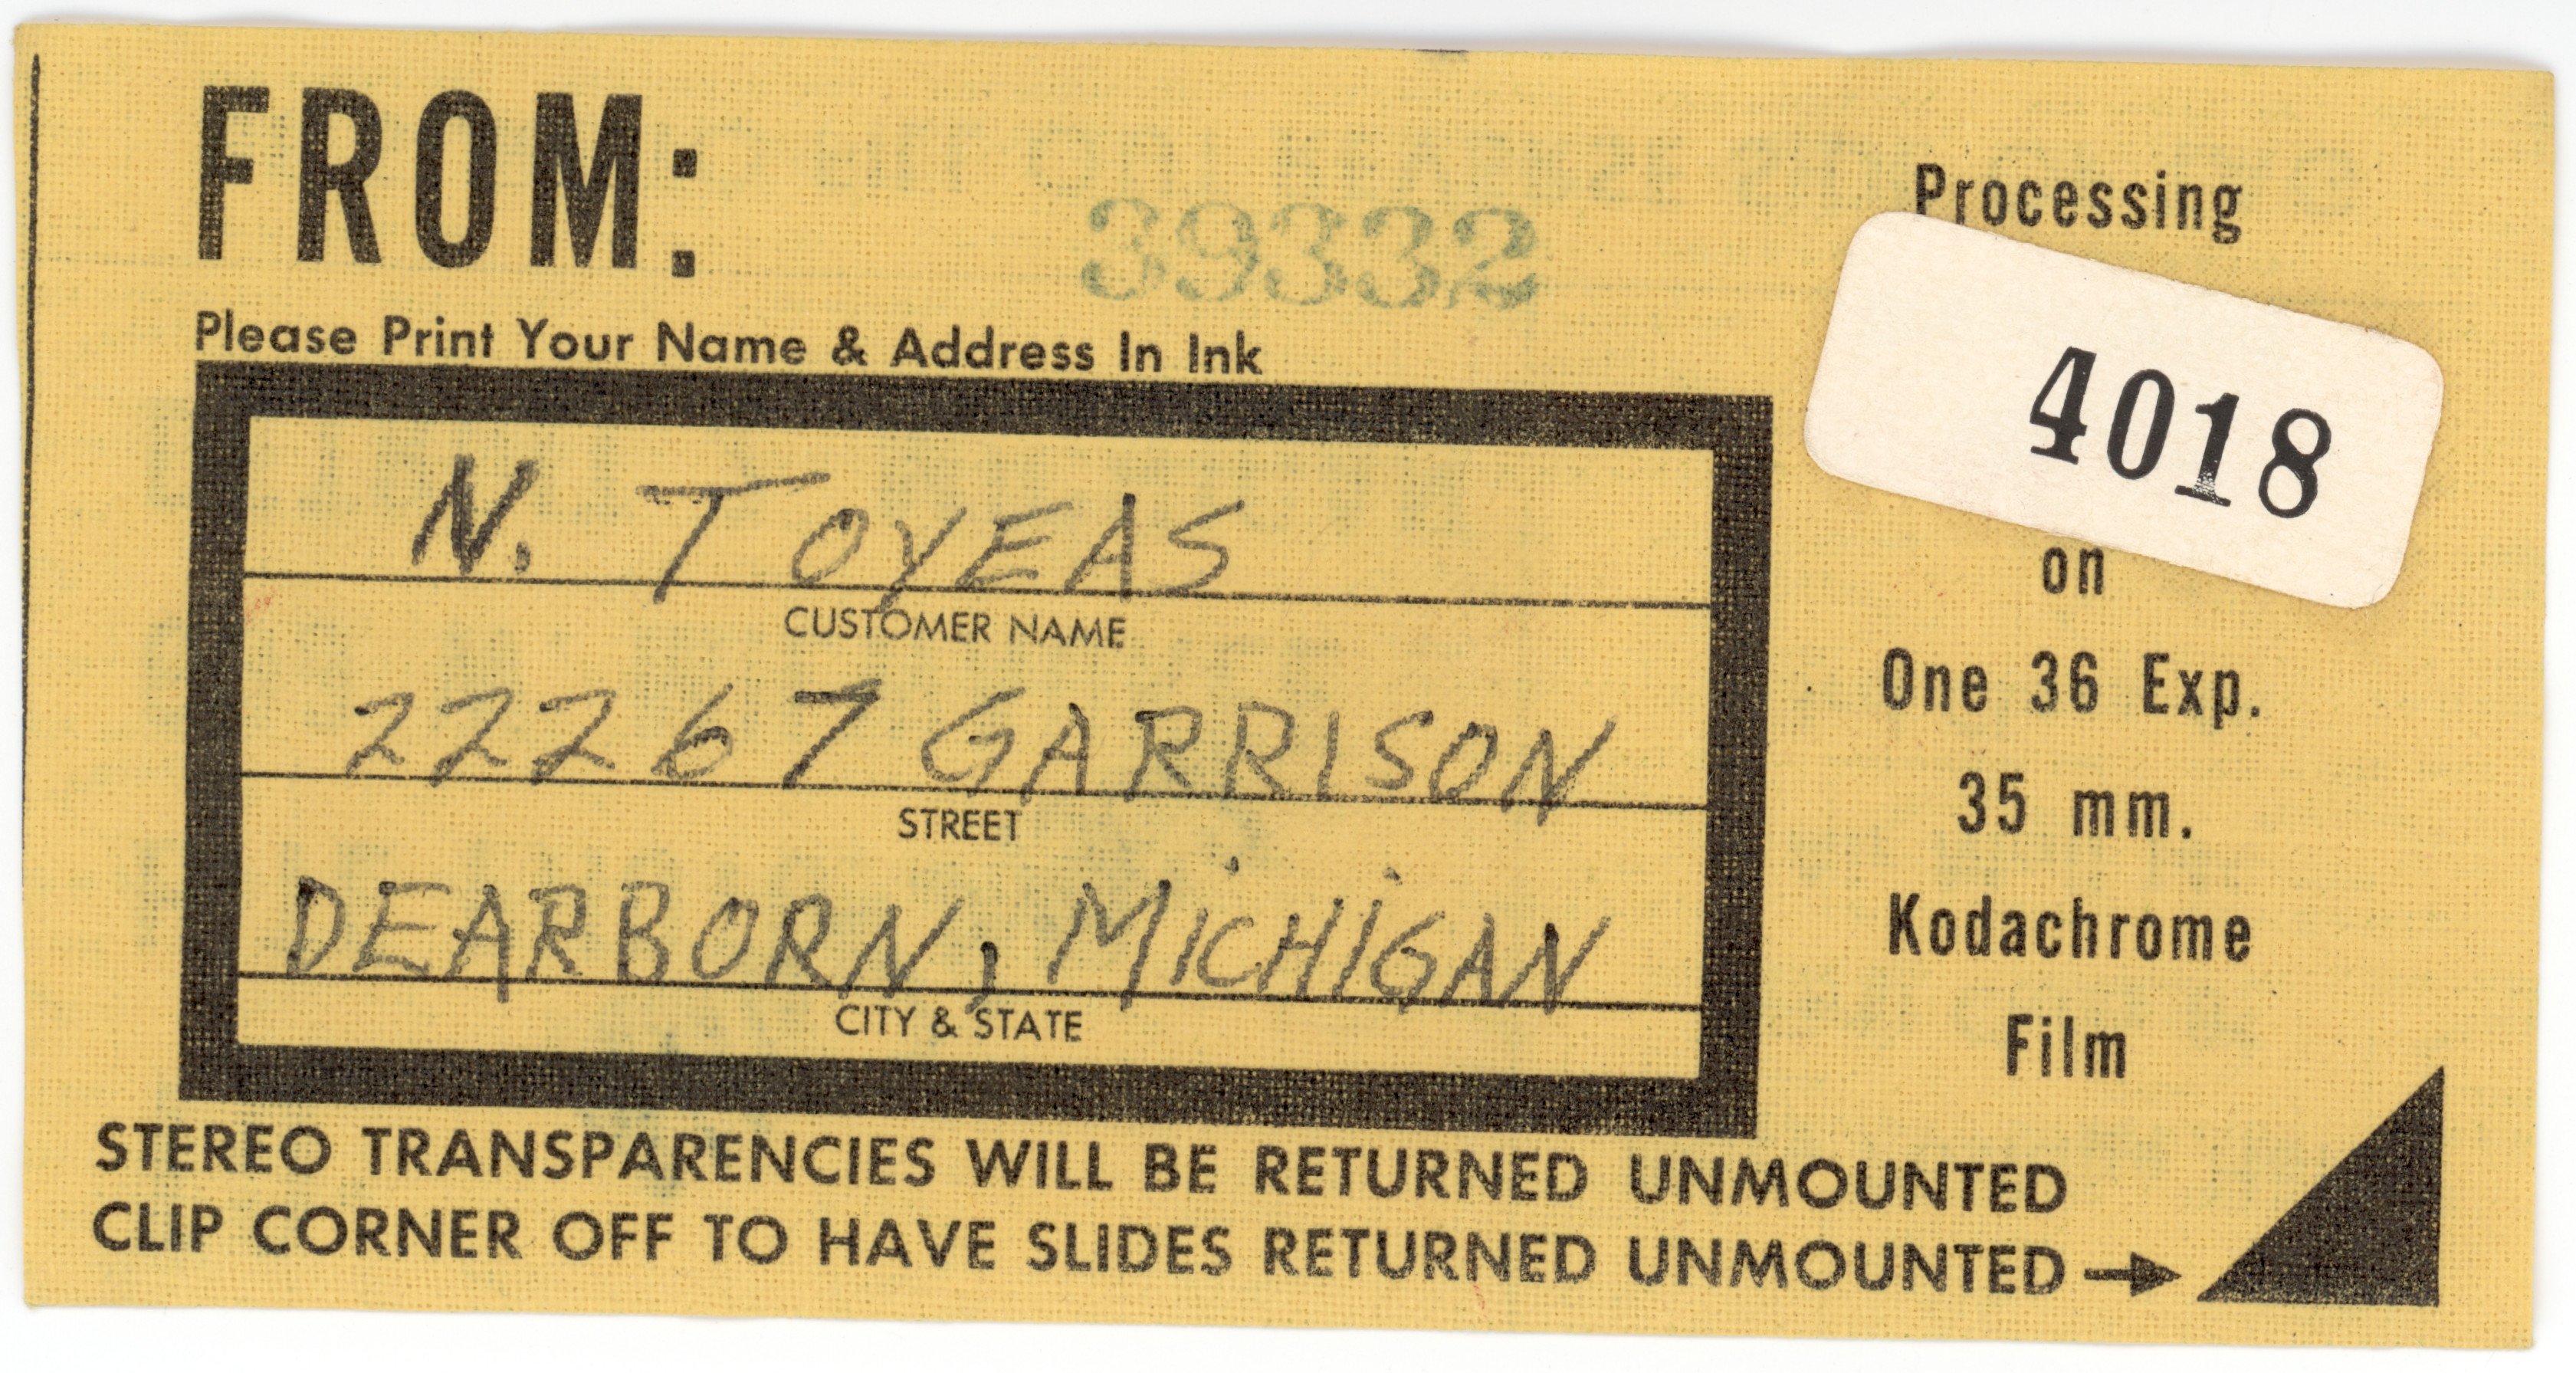 FROM:
39332
Please Print Your Name & Address In Ink
N. TOYEAS
CUSTOMER NAME
22267 GARRISON
STREET
DEARBORN, MICHIGAN
CITY & STATE
Processing
4018
on
One 36 Exp.
35 mm.
Kodachrome
Film
STEREO TRANSPARENCIES WILL BE RETURNED UNMOUNTED
CLIP CORNER OFF TO HAVE SLIDES RETURNED UNMOUNTED→